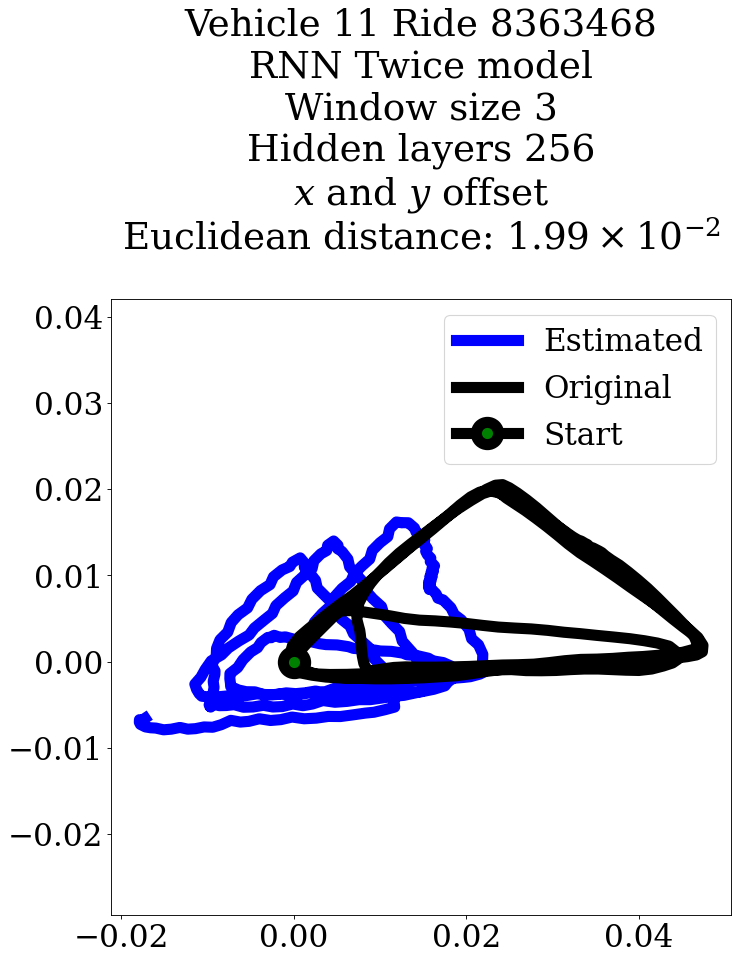 Vehicle 11 Ride 8363468
RNN Twice model
Window size 3
Hidden layers 256
x and y offset
Euclidean distance: 1.99 × 10⁻²
0.04
0.03
0.02
0.01
0.00
−0.01
−0.02
Estimated
Original
Start
−0.02 0.00 0.02 0.04